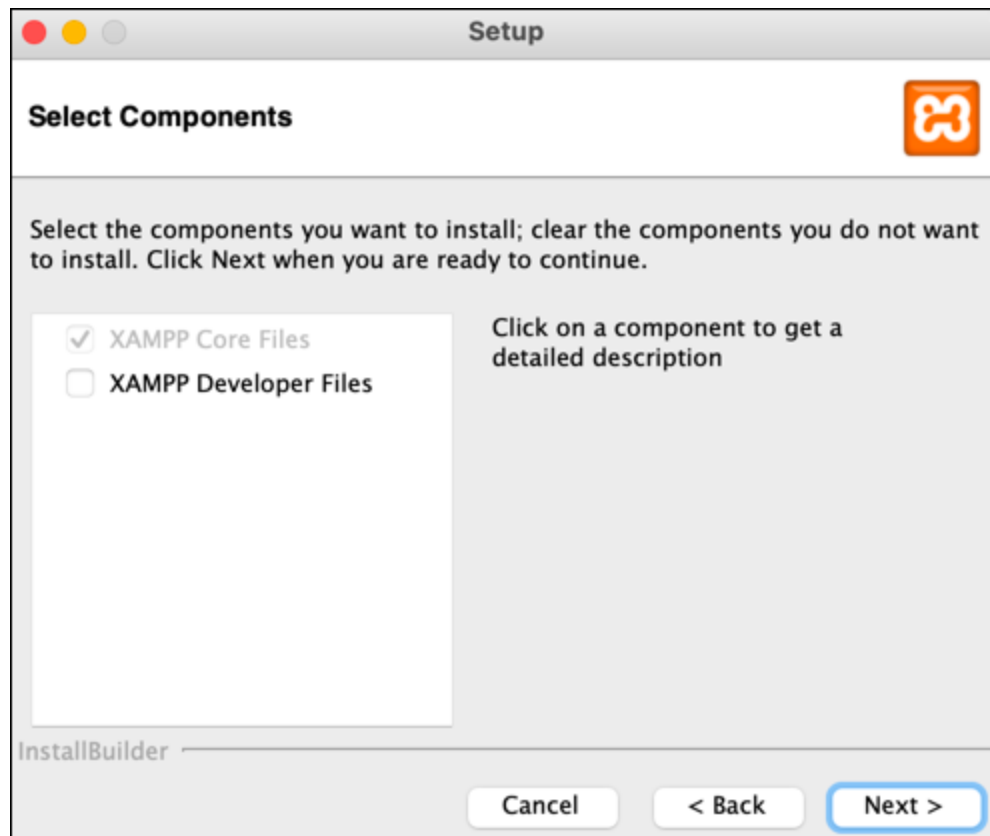 Setup
Select Components
Select the components you want to install; clear the components you do not want
to install. Click Next when you are ready to continue.
XAMPP Core Files
XAMPP Developer Files
Click on a component to get a
detailed description
InstallBuilder
Cancel
< Back
Next >